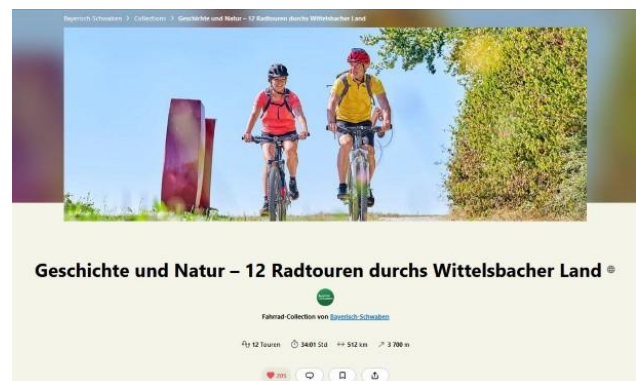 Bayerisch-Schwaben > Collections > Geschichte und Natur – 12 Radtouren durchs Wittelsbacher Land
Geschichte und Natur – 12 Radtouren durchs Wittelsbacher Land
Fahrrad-Collection von Bayerisch-Schwaben
12 Touren 34:01 Std 512 km 3 700 m